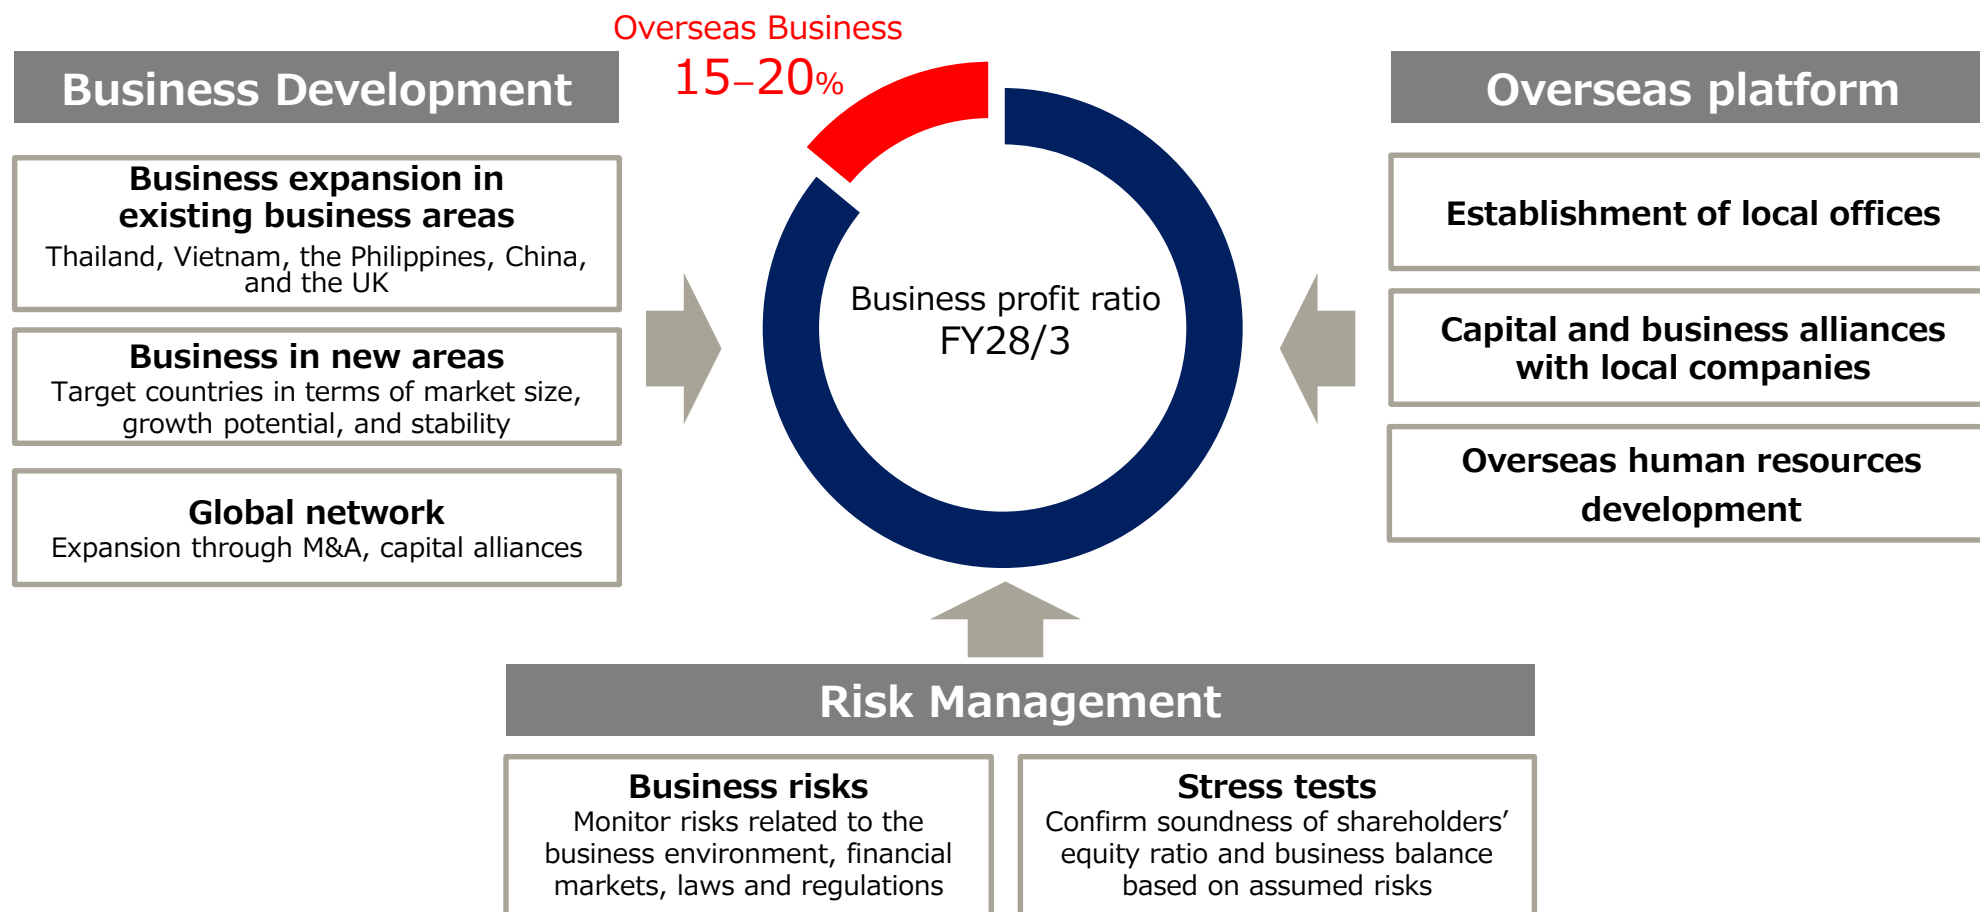 Overseas Business
15–20%
Business Development
Business expansion in
existing business areas
Thailand, Vietnam, the Philippines, China,
and the UK
Business in new areas
Target countries in terms of market size,
growth potential, and stability
Global network
Expansion through M&A, capital alliances
Business profit ratio
FY28/3
Overseas platform
Establishment of local offices
Capital and business alliances
with local companies
Overseas human resources
development
Risk Management
Business risks
Monitor risks related to the
business environment, financial
markets, laws and regulations
Stress tests
Confirm soundness of shareholders’
equity ratio and business balance
based on assumed risks